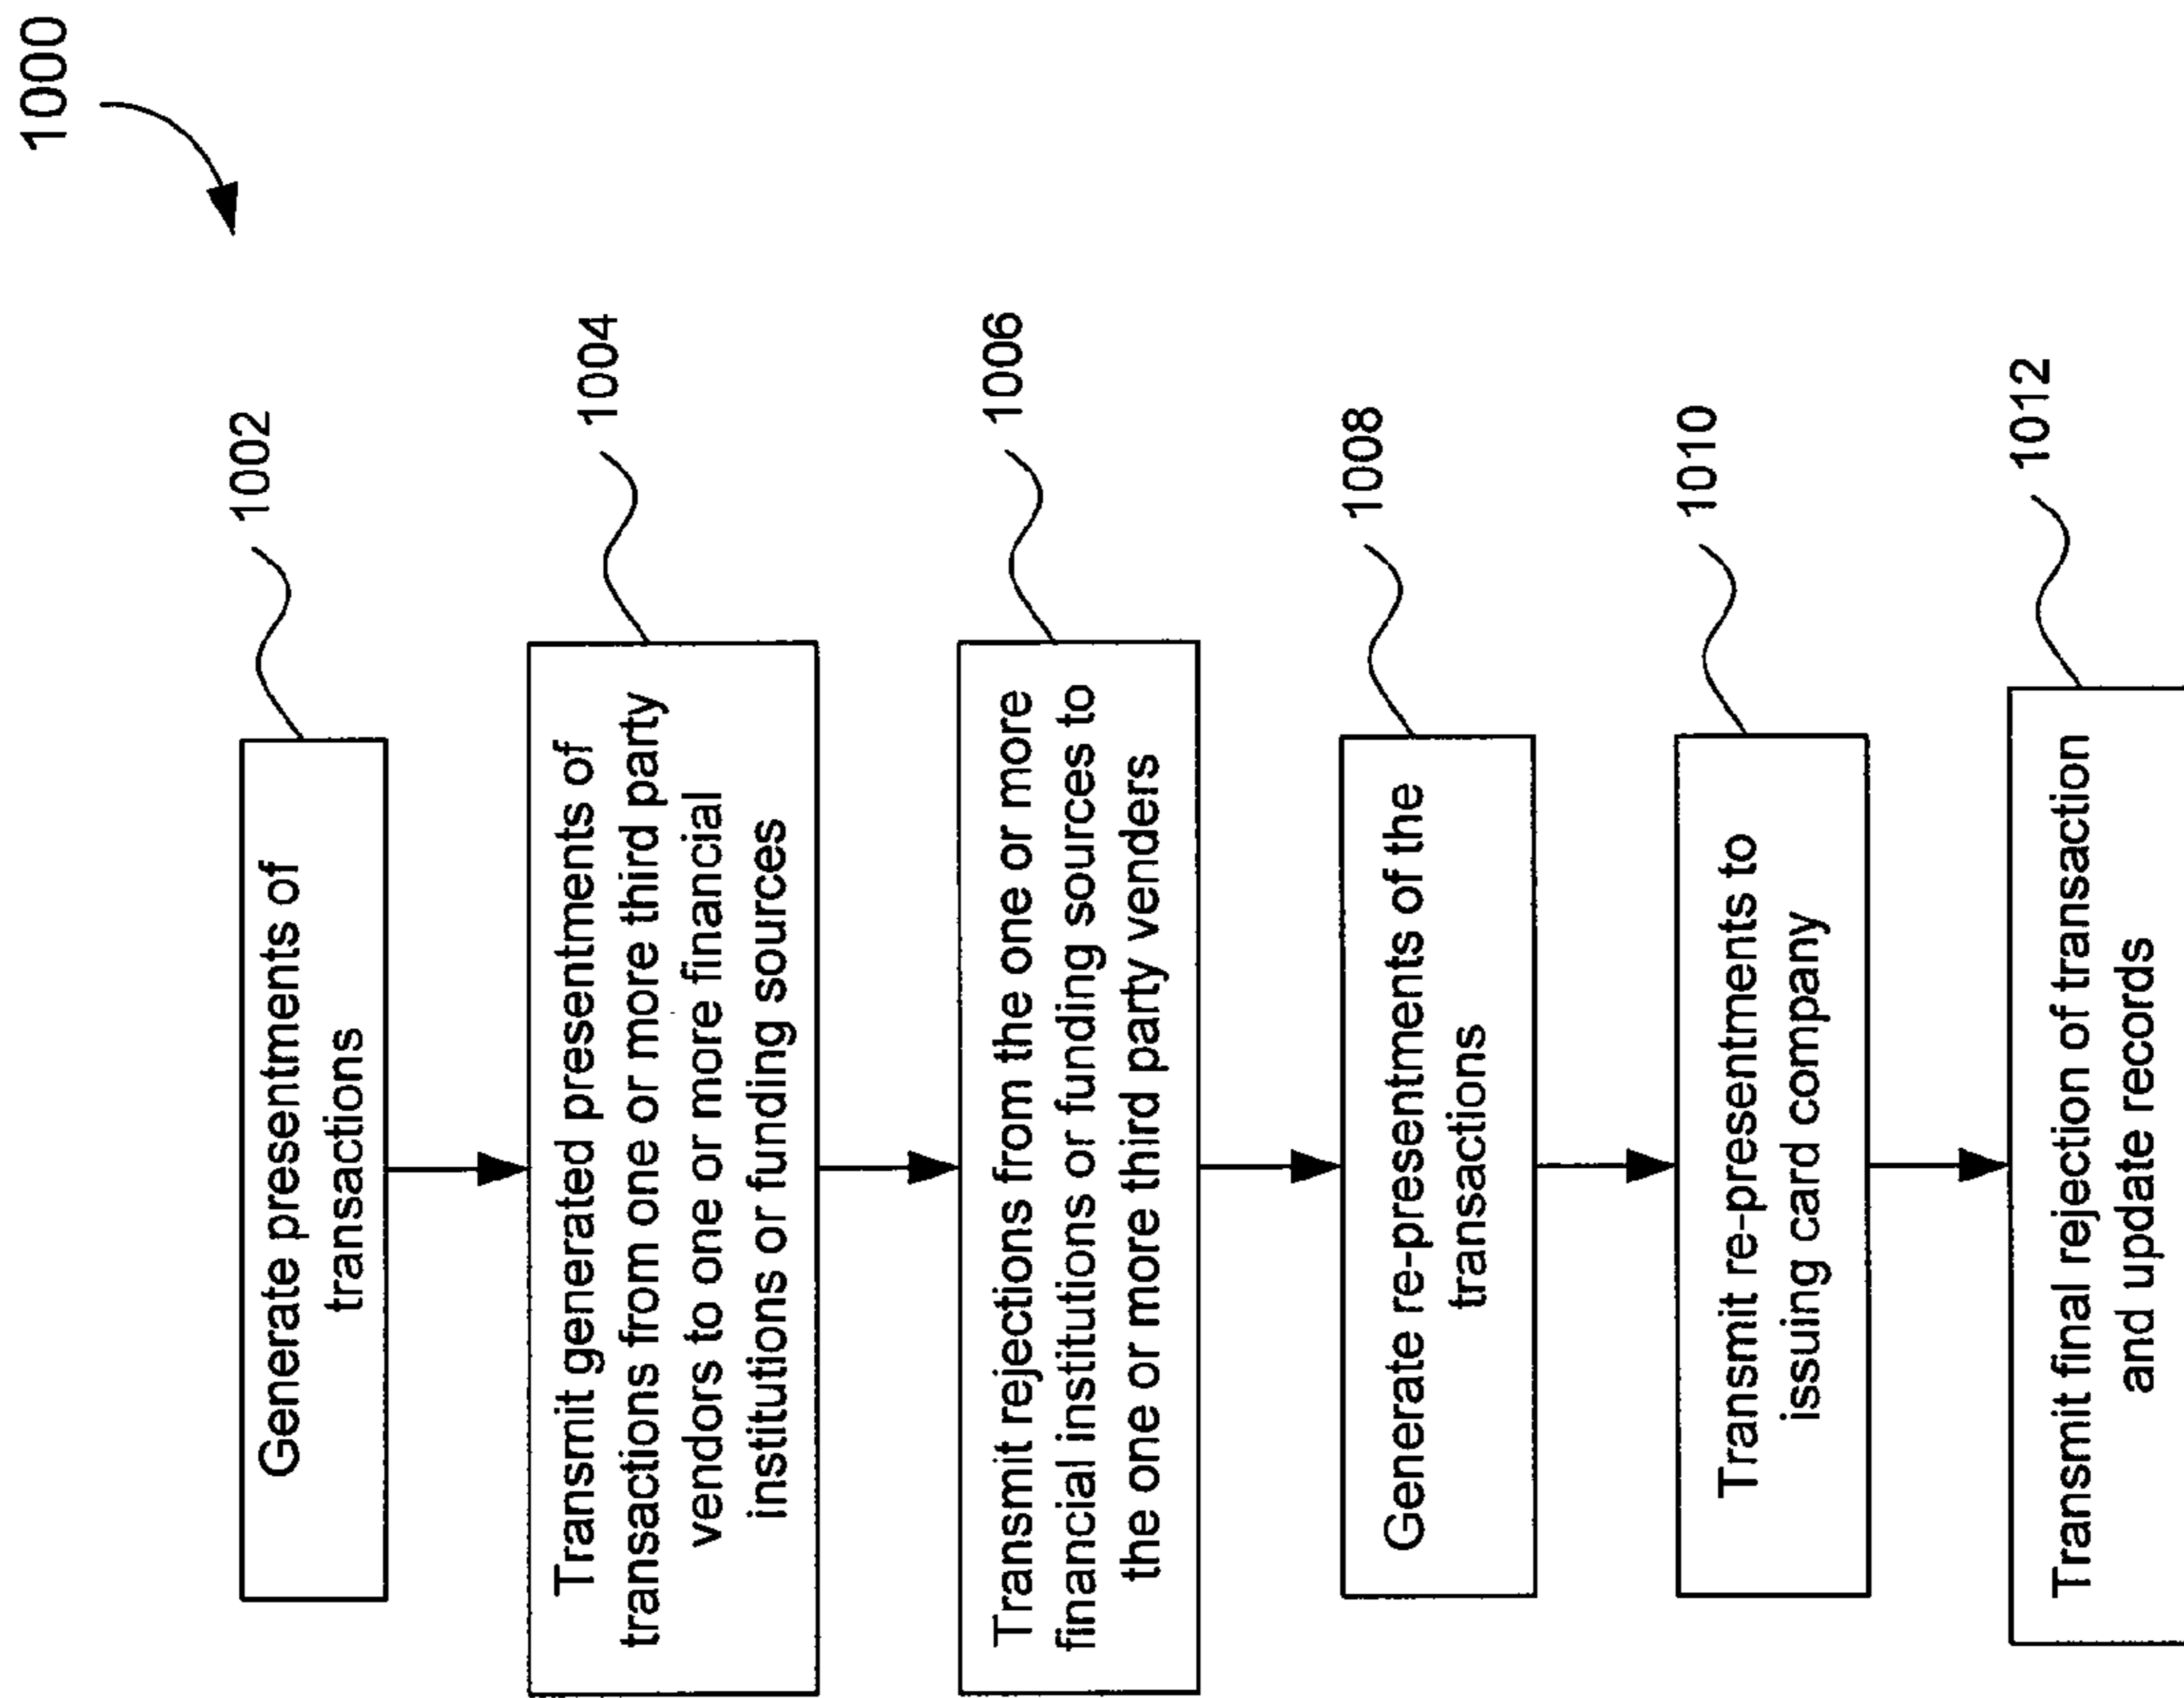 1000
1002
Generate presentments of
transactions
1004
Transmit generated presentments of
transactions from one or more third party
vendors to one or more financial
institutions or funding sources
1006
Transmit rejections from the one or more
financial institutions or funding sources to
the one or more third party venders
1008
Generate re-presentments of the
transactions
1010
Transmit re-presentments to
issuing card company
1012
Transmit final rejection of transaction
and update records